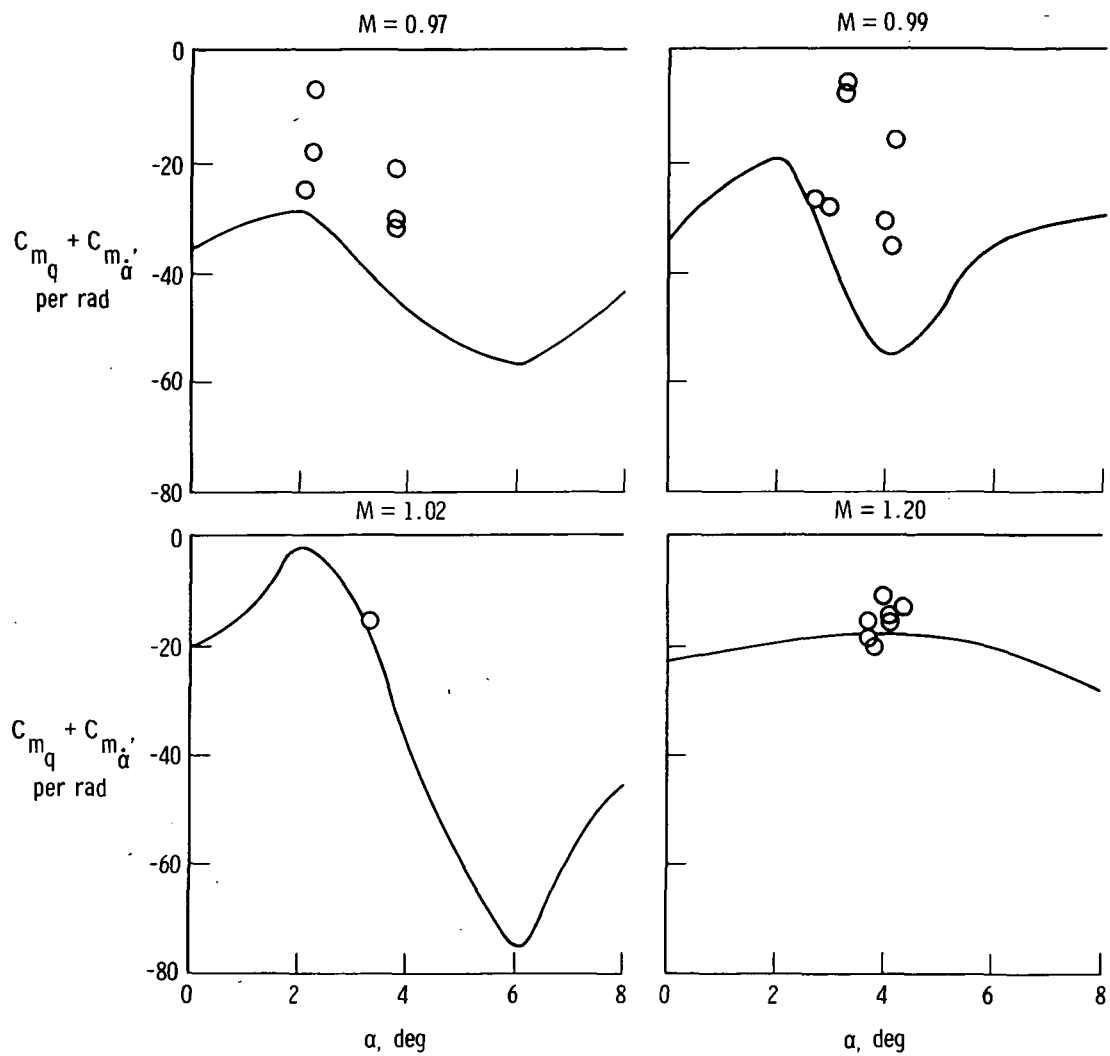 M = 0.97
M = 0.99
0
-20
-40
-60
-80
C_{m_q} + C_{m_α̇},
per rad
M = 1.02
M = 1.20
0
-20
-40
-60
-80
C_{m_q} + C_{m_α̇},
per rad
0 2 4 6 8
0 2 4 6 8
α, deg
α, deg